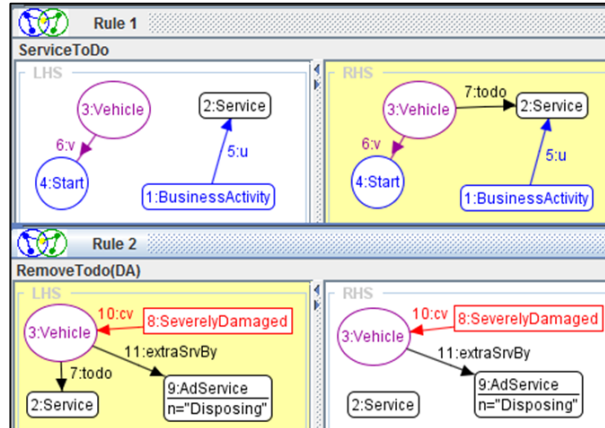 Rule 1
ServiceToDo
LHS
3:Vehicle
2:Service
6:v
5:u
4:Start
1:BusinessActivity
RHS
7:todo
3:Vehicle
2:Service
6:v
5:u
4:Start
1:BusinessActivity
Rule 2
RemoveTodo(DA)
LHS
10:cv
8:SeverelyDamaged
3:Vehicle
11:extraSrvBy
7:todo
9:AdService
2:Service
n="Disposing"
RHS
10:cv
8:SeverelyDamaged
3:Vehicle
11:extraSrvBy
9:AdService
2:Service
n="Disposing"